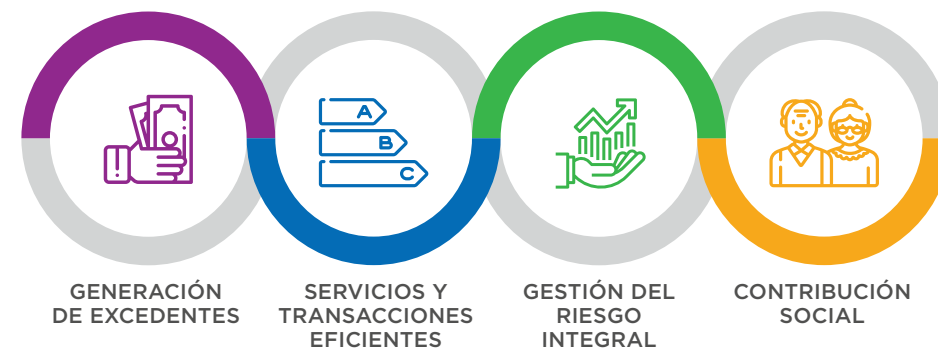 A
B
C
GENERACIÓN
DE EXCEDENTES
SERVICIOS Y
TRANSACCIONES
EFICIENTES
GESTIÓN DEL
RIESGO
INTEGRAL
CONTRIBUCIÓN
SOCIAL